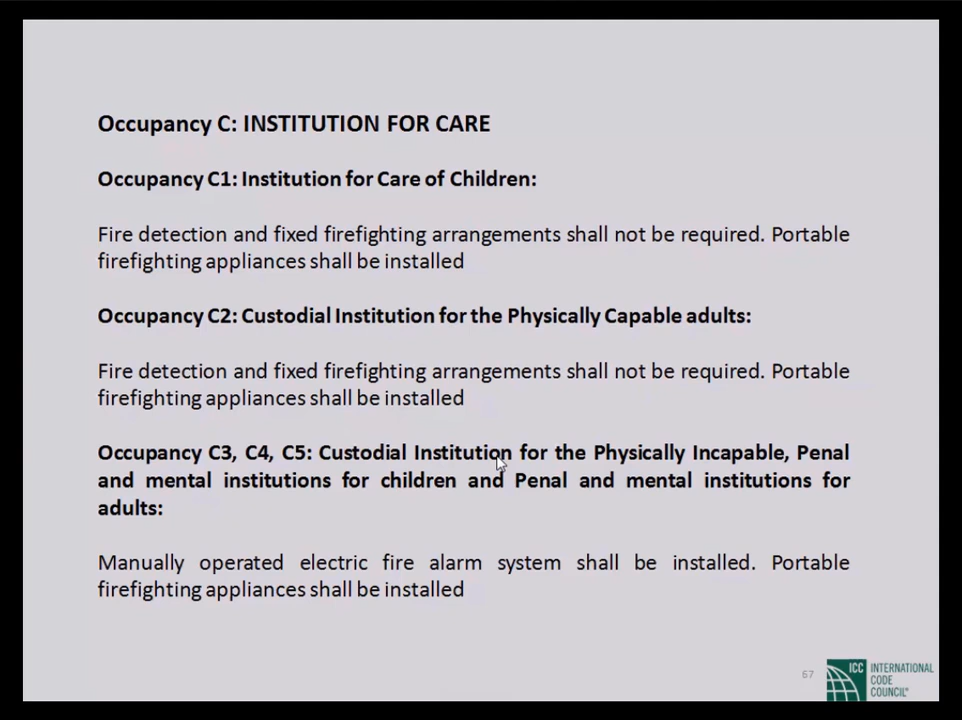 Occupancy C: INSTITUTION FOR CARE
Occupancy C1: Institution for Care of Children:
Fire detection and fixed firefighting arrangements shall not be required. Portable
firefighting appliances shall be installed
Occupancy C2: Custodial Institution for the Physically Capable adults:
Fire detection and fixed firefighting arrangements shall not be required. Portable
firefighting appliances shall be installed
Occupancy C3, C4, C5: Custodial Institution for the Physically Incapable, Penal
and mental institutions for children and Penal and mental institutions for
adults:
Manually operated electric fire alarm system shall be installed. Portable
firefighting appliances shall be installed
67
ICC
INTERNATIONAL
CODE
COUNCIL®